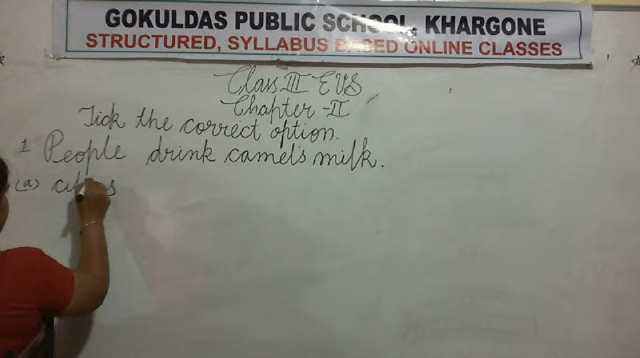 GOKULDAS PUBLIC SCHOOL, KHARGONE
STRUCTURED, SYLLABUS BASED ONLINE CLASSES
Class III EVS
Chapter-II
Tick the correct option.
1 People drink camel's milk.
(a)